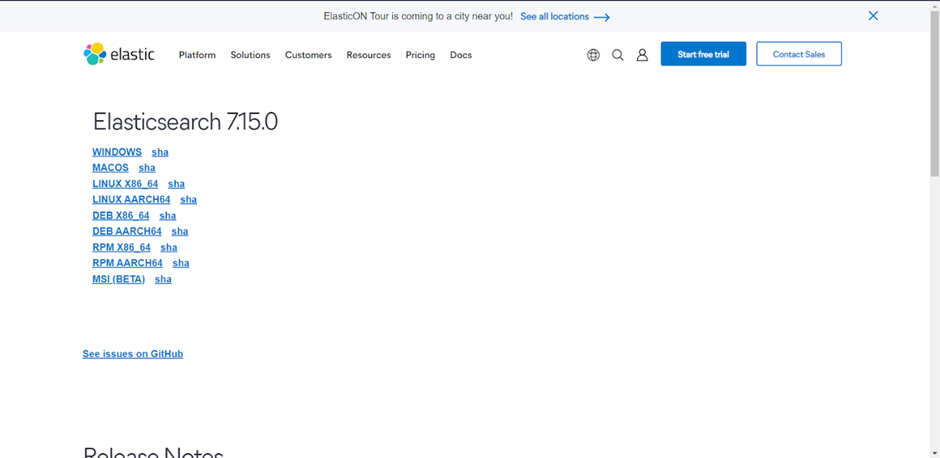 ElasticON Tour is coming to a city near you! See all locations
elastic Platform Solutions Customers Resources Pricing Docs Start free trial Contact Sales
Elasticsearch 7.15.0
WINDOWS sha
MACOS sha
LINUX X86_64 sha
LINUX AARCH64 sha
DEB X86_64 sha
DEB AARCH64 sha
RPM X86_64 sha
RPM AARCH64 sha
MSI (BETA) sha
See issues on GitHub
Release Notes